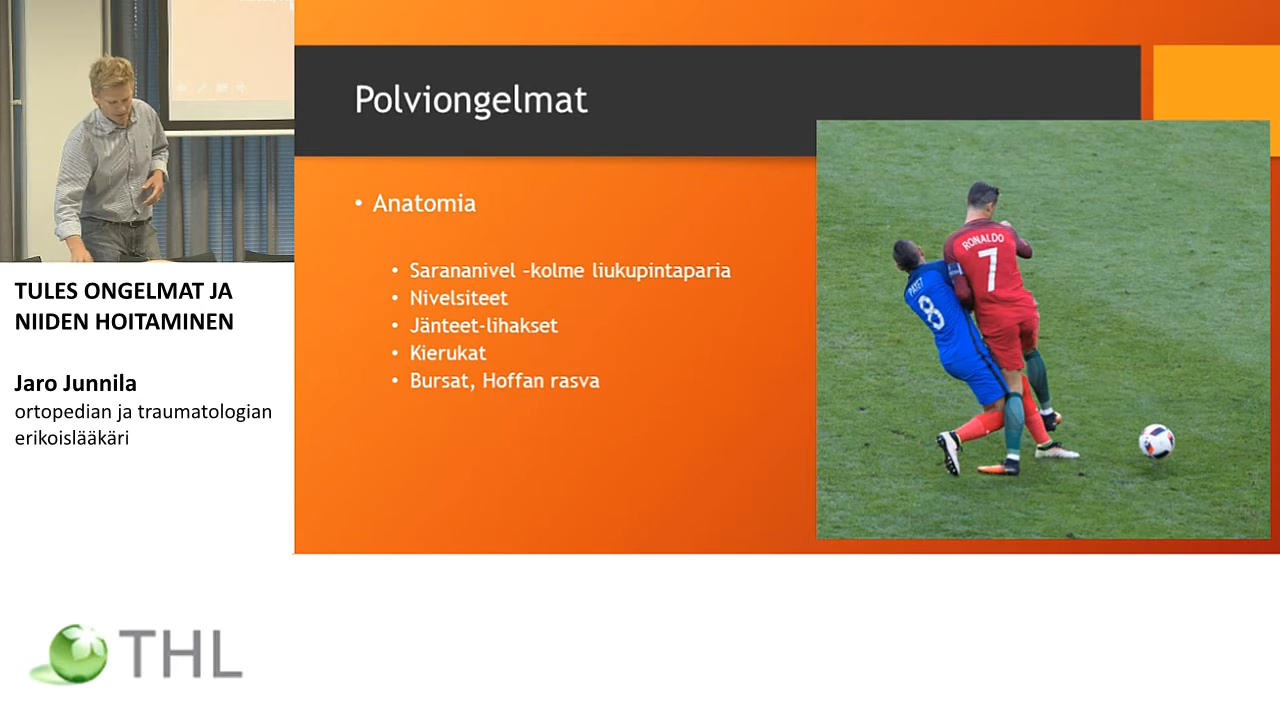 Polviongelmat
• Anatomia
• Sarananivel -kolme liukupintaparia
• Nivelsiteet
• Jänteet-lihakset
• Kierukat
• Bursat, Hoffan rasva
RONALDO
7
PAYET
8
TULES ONGELMAT JA
NIIDEN HOITAMINEN
Jaro Junnila
ortopedian ja traumatologian
erikoislääkäri
THL